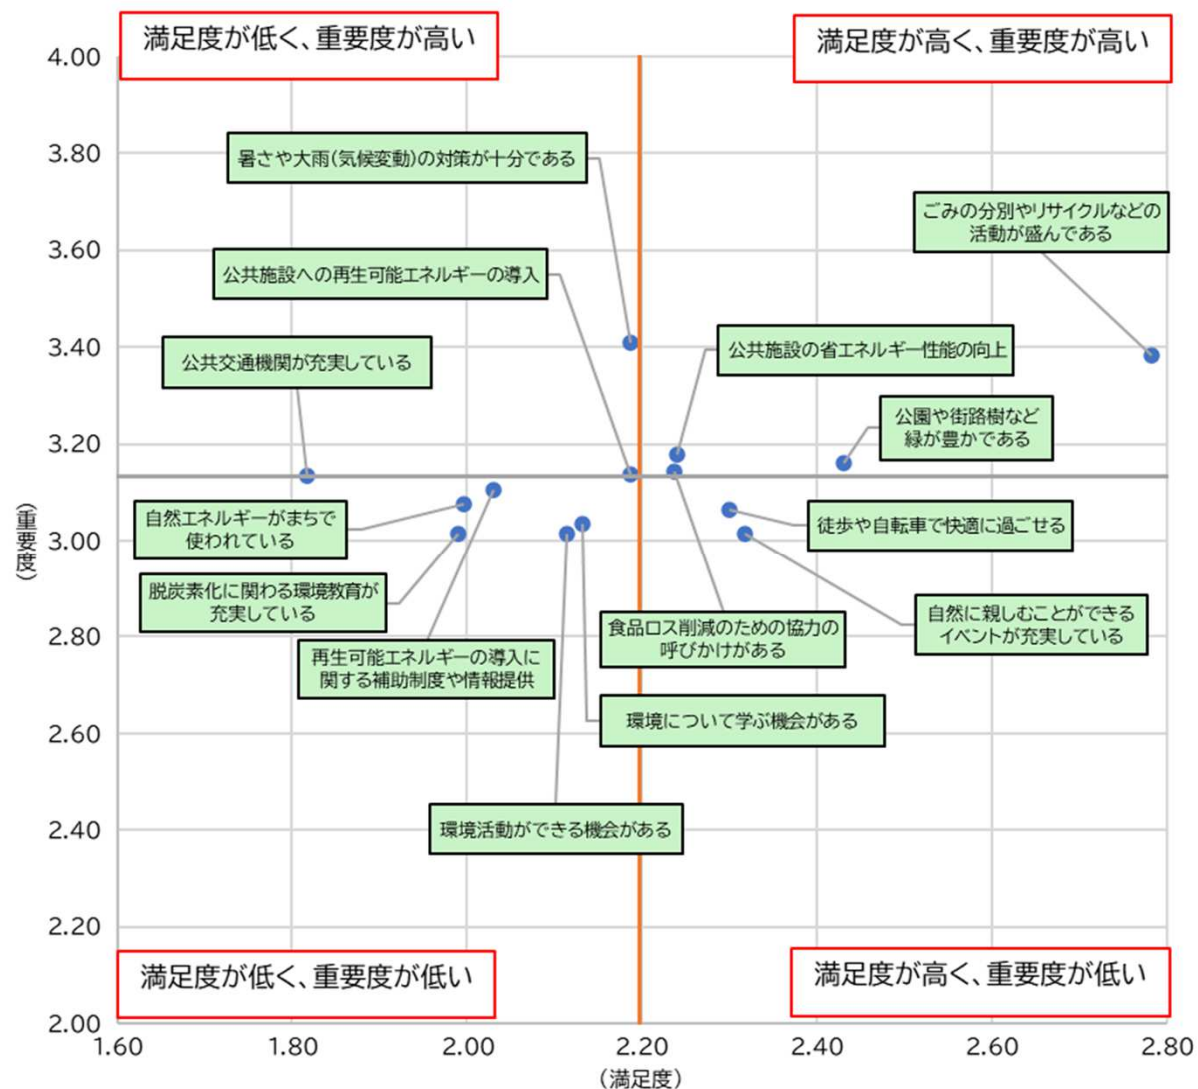 満足度が低く、重要度が高い
満足度が高く、重要度が高い
4.00
3.80
3.60
3.40
3.20
3.00
2.80
2.60
2.40
2.20
2.00
(重要度)
暑さや大雨(気候変動)の対策が十分である
ごみの分別やリサイクルなどの
活動が盛んである
公共施設への再生可能エネルギーの導入
公共交通機関が充実している
公共施設の省エネルギー性能の向上
公園や街路樹など
緑が豊かである
自然エネルギーがまちで
使われている
徒歩や自転車で快適に過ごせる
脱炭素化に関わる環境教育が
充実している
食品ロス削減のための協力の
呼びかけがある
自然に親しむことができる
イベントが充実している
再生可能エネルギーの導入に
関する補助制度や情報提供
環境について学ぶ機会がある
環境活動ができる機会がある
満足度が低く、重要度が低い
満足度が高く、重要度が低い
1.60
1.80
2.00
2.20
2.40
2.60
2.80
(満足度)